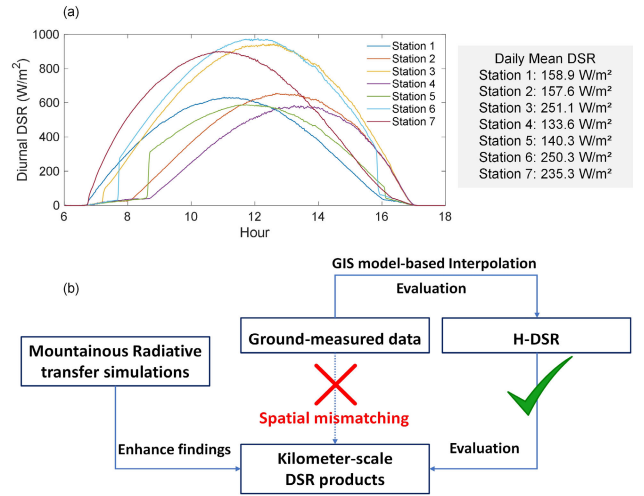 (a)
1000
800
600
400
200
0
Diurnal DSR (W/m²)
6
8
10
12
14
16
18
Hour
Station 1
Station 2
Station 3
Station 4
Station 5
Station 6
Station 7
Daily Mean DSR
Station 1: 158.9 W/m²
Station 2: 157.6 W/m²
Station 3: 251.1 W/m²
Station 4: 133.6 W/m²
Station 5: 140.3 W/m²
Station 6: 250.3 W/m²
Station 7: 235.3 W/m²
(b)
GIS model-based Interpolation
Evaluation
Mountainous Radiative
transfer simulations
Ground-measured data
H-DSR
Spatial mismatching
Enhance findings
Evaluation
Kilometer-scale
DSR products